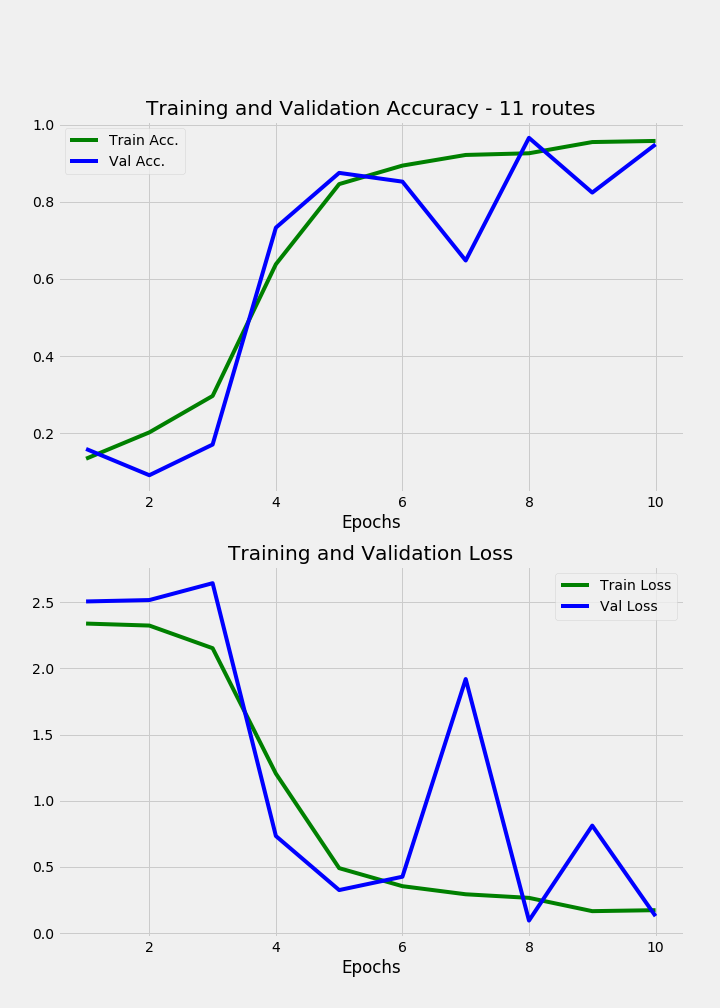 Training and Validation Accuracy - 11 routes
1.0
Train Acc.
Val Acc.
0.8
0.6
0.4
0.2
2 4 6 8 10
Epochs
Training and Validation Loss
Train Loss
Val Loss
2.5
2.0
1.5
1.0
0.5
0.0
2 4 6 8 10
Epochs